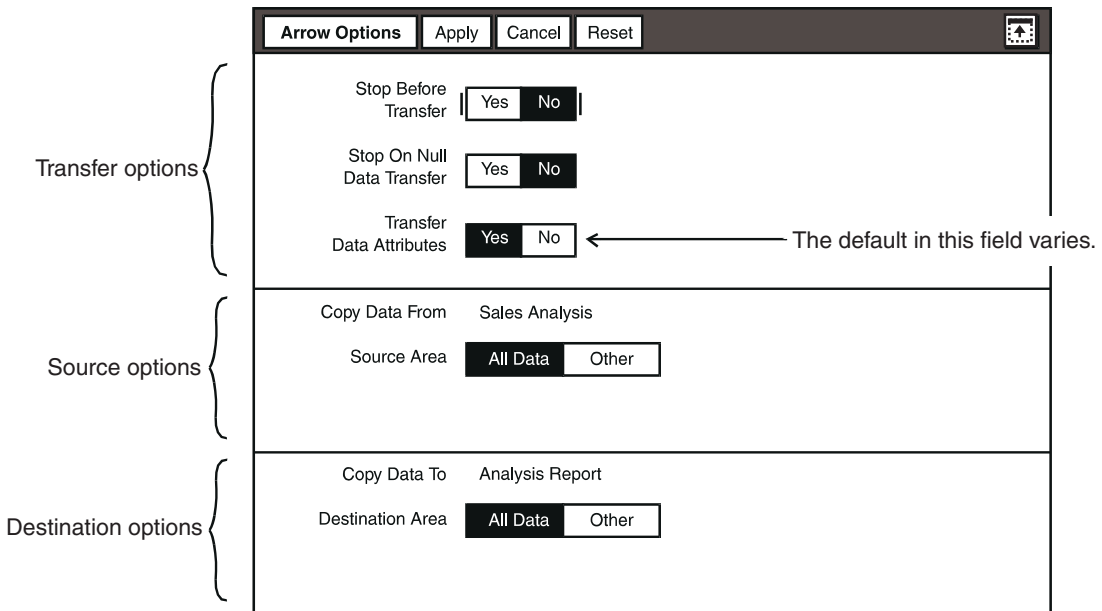 Arrow Options Apply Cancel Reset
Stop Before
Transfer
Yes No
Stop On Null
Data Transfer
Yes No
Transfer options
Transfer
Data Attributes
Yes No
The default in this field varies.
Copy Data From Sales Analysis
Source Area All Data Other
Source options
Copy Data To Analysis Report
Destination Area All Data Other
Destination options